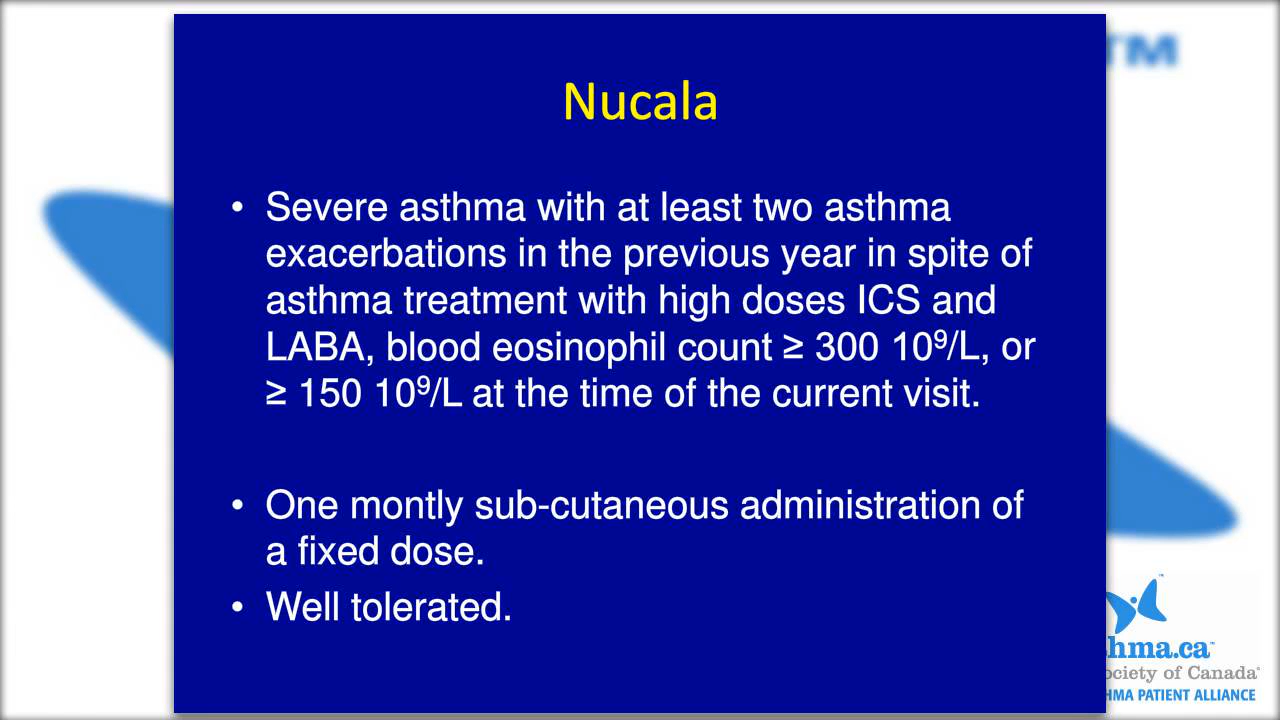 TM
Nucala
• Severe asthma with at least two asthma
exacerbations in the previous year in spite of
asthma treatment with high doses ICS and
LABA, blood eosinophil count ≥ 300 10⁹/L, or
≥ 150 10⁹/L at the time of the current visit.
• One montly sub-cutaneous administration of
a fixed dose.
• Well tolerated.
hma.ca™
ociety of Canada®
HMA PATIENT ALLIANCE